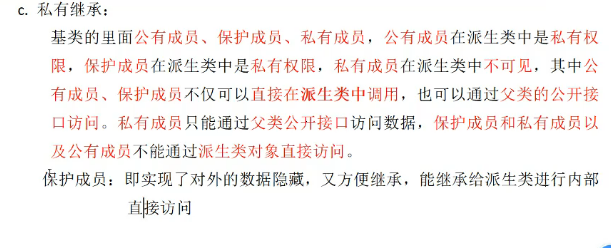 c. 私有继承：
基类的里面公有成员、保护成员、私有成员，公有成员在派生类中是私有权
限，保护成员在派生类中是私有权限，私有成员在派生类中不可见，其中公
有成员、保护成员不仅可以直接在派生类中调用，也可以通过父类的公开接
口访问。私有成员只能通过父类公开接口访问数据，保护成员和私有成员以
及公有成员不能通过派生类对象直接访问。
保护成员：即实现了对外的数据隐藏，又方便继承，能继承给派生类进行内部
直接访问